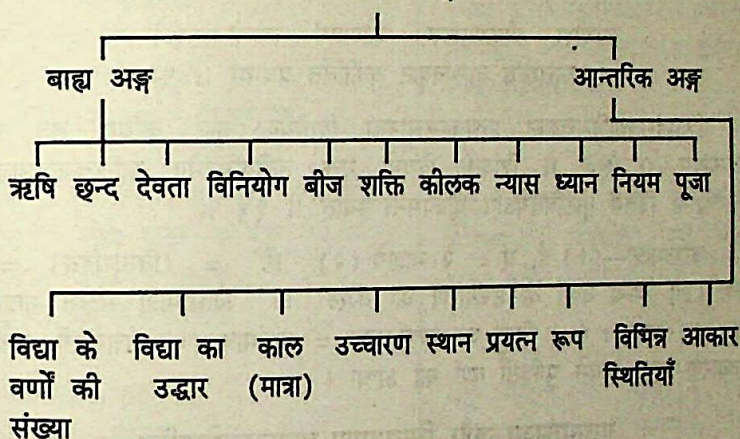 बाह्य अङ्ग आन्तरिक अङ्ग
ऋषि छन्द देवता विनियोग बीज शक्ति कीलक न्यास ध्यान नियम पूजा
विद्या के विद्या का काल उच्चारण स्थान प्रयत्न रूप विभिन्न आकार
वर्णों की उद्धार (मात्रा) स्थितियाँ
संख्या